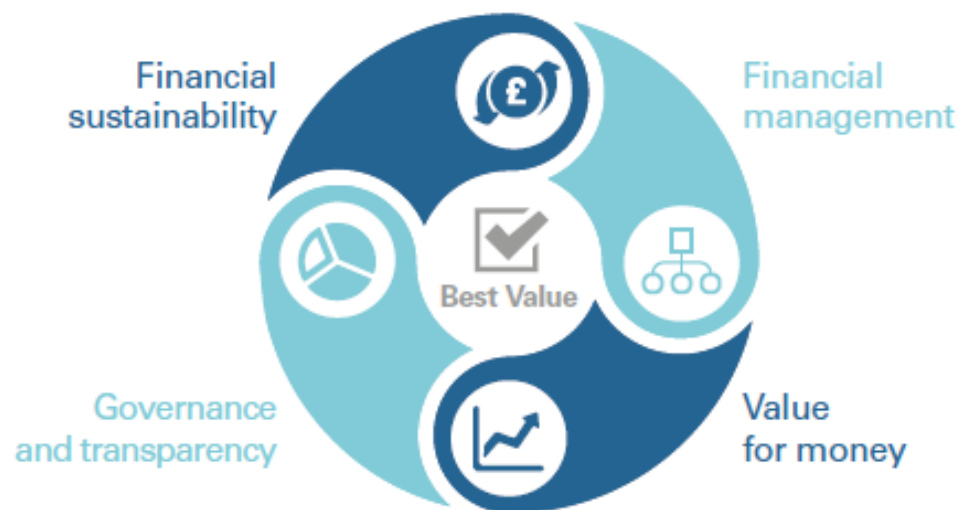 Financial
sustainability
£
Financial
management
Best Value
Governance
and transparency
Value
for money